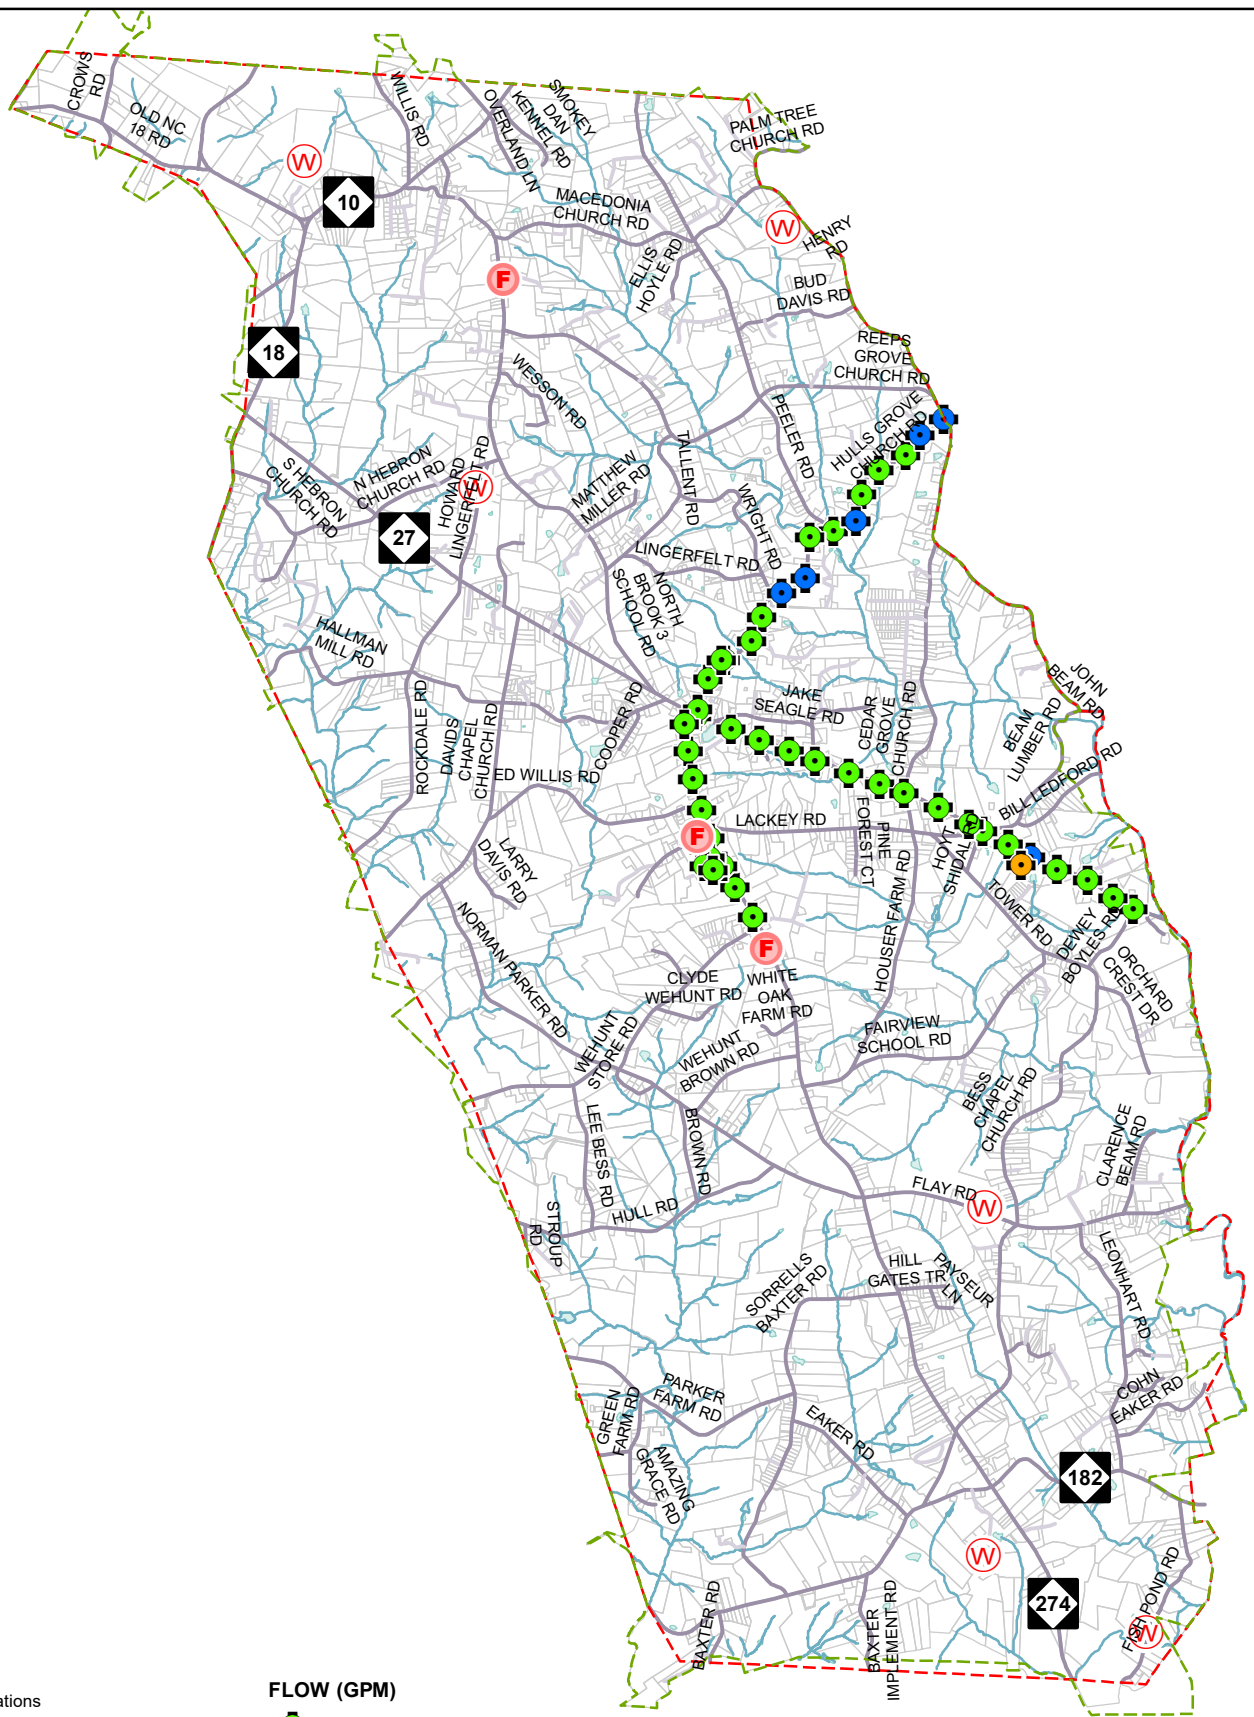 CROWS
RD
OLD NC
18 RD
WILLIS RD
OVERLAND LN
KENNEL RD
SMOKEY
DAN
PALM TREE
CHURCH RD
W
10
MACEDONIA
CHURCH RD
W
HENRY
RD
ELLIS
HOYLE RD
F
BUD
DAVIS RD
18
REEPS
GROVE
CHURCH RD
WESSON RD
PEELER RD
HULLS GROVE
CHURCH RD
TALLENT RD
S HEBRON
CHURCH RD
N HEBRON
CHURCH RD
HOWARD
LINGERFELT RD
W
MATTHEW
MILLER RD
WRIGHT RD
27
LINGERFELT RD
NORTH
BROOK 3
SCHOOL RD
HALLMAN
MILL RD
JOHN
BEAM RD
JAKE
SEAGLE RD
CEDAR
GROVE
CHURCH RD
BEAM
LUMBER RD
ROCKDALE RD
DAVIDS
CHAPEL
CHURCH RD
COOPER RD
ED WILLIS RD
BILL LEDFORD RD
LACKEY RD
F
FOREST CT
PINE
HOYT
SHIDAL RD
LARRY
DAVIS RD
HOUSER FARM RD
TOWER RD
DEWEY
BOYLES RD
NORMAN PARKER RD
F
ORCHARD
CREST DR
CLYDE
WEHUNT RD
WHITE
OAK
FARM RD
WEHUNT
STORE RD
WEHUNT
BROWN RD
FAIRVIEW
SCHOOL RD
BESS
CHAPEL
CHURCH RD
LEE BESS RD
BROWN RD
CLARENCE
BEAM RD
FLAY RD
W
HULL RD
STROUP
RD
HILL
GATES TR
PAYSEUR
LN
SORRELLS
BAXTER RD
LEONHART RD
PARKER
FARM RD
GREEN
FARM RD
COHN
EAKER RD
EAKER RD
AMAZING
GRACE RD
182
W
274
FISH POND RD
W
BAXTER RD
BAXTER
IMPLEMENT RD
FLOW (GPM)
ations